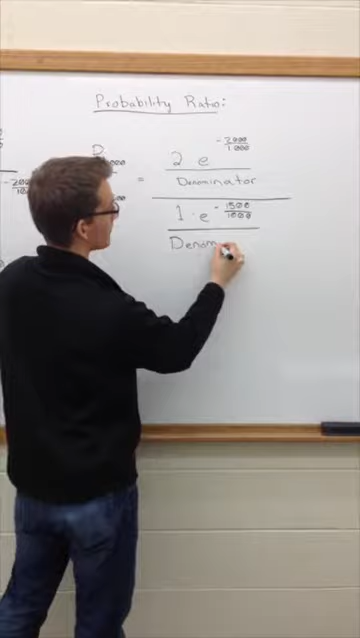 Probability Ratio:
P = 2 e - 2000/1000
Denominator
1 · e - 1500/1000
Denom